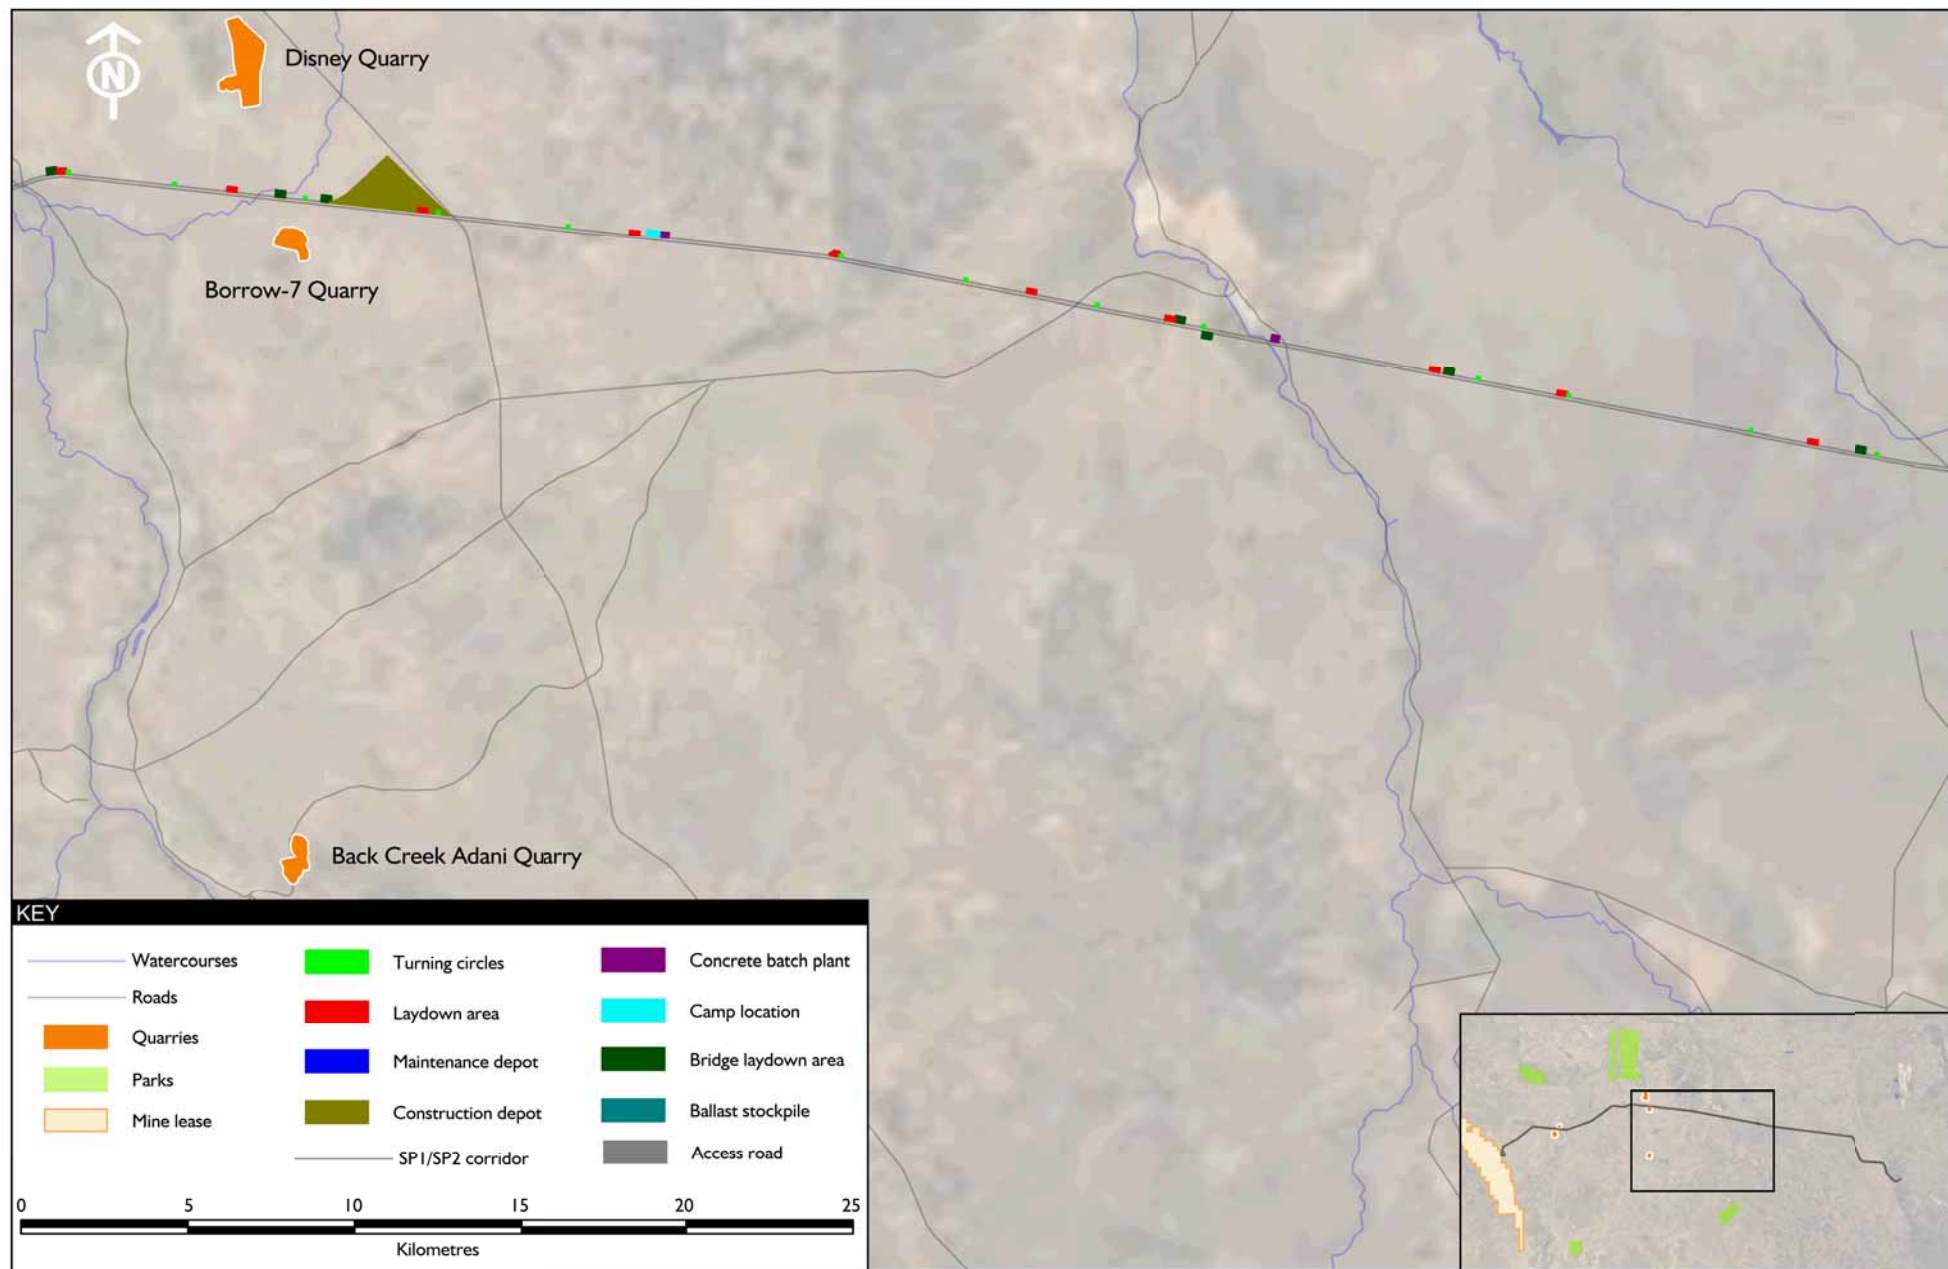 N
Disney Quarry
Borrow-7 Quarry
Back Creek Adani Quarry
KEY
Watercourses
Roads
Quarries
Parks
Mine lease
Turning circles
Laydown area
Maintenance depot
Construction depot
SP1/SP2 corridor
Concrete batch plant
Camp location
Bridge laydown area
Ballast stockpile
Access road
0 5 10 15 20 25
Kilometres